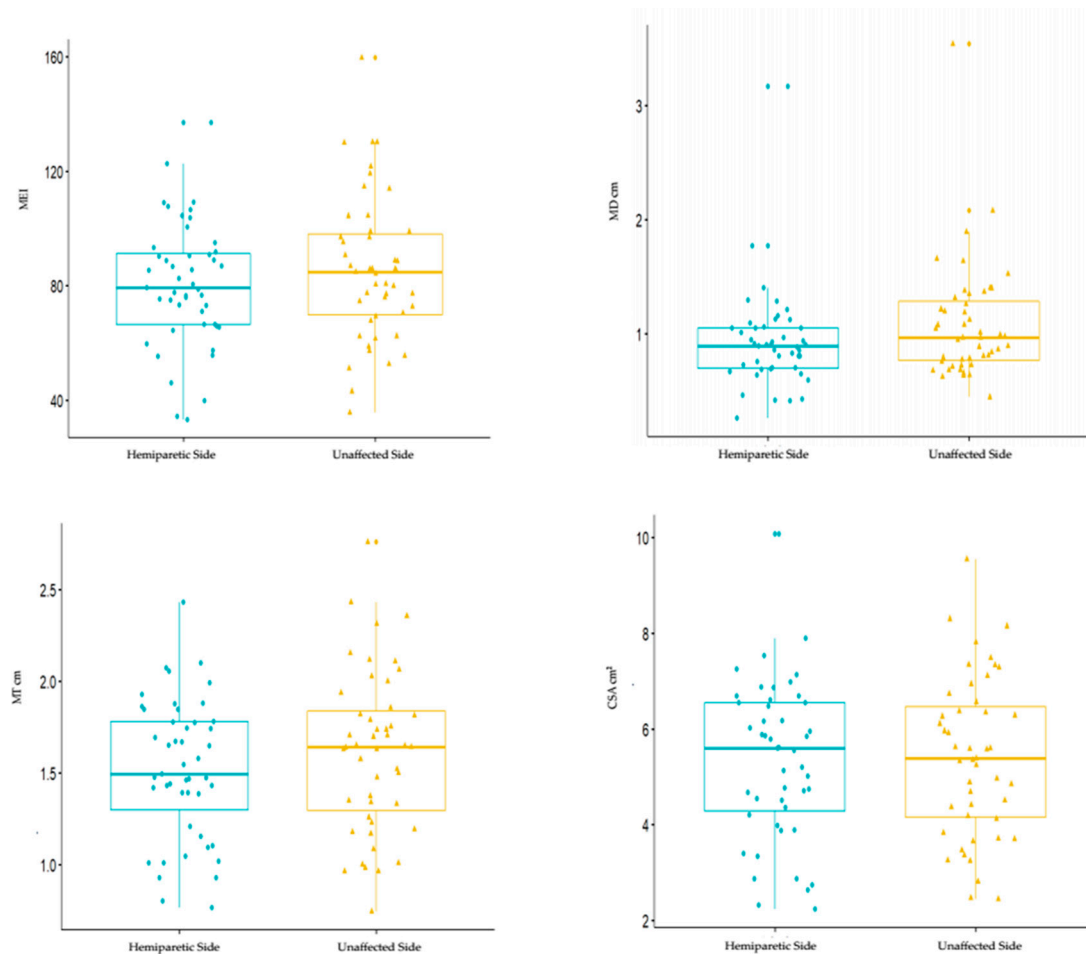 160
120
80
40
MEI
Hemiparetic Side
Unaffected Side
3
2
1
MD cm
Hemiparetic Side
Unaffected Side
2.5
2.0
1.5
1.0
MT cm
Hemiparetic Side
Unaffected Side
10
8
6
4
2
CSA cm²
Hemiparetic Side
Unaffected Side